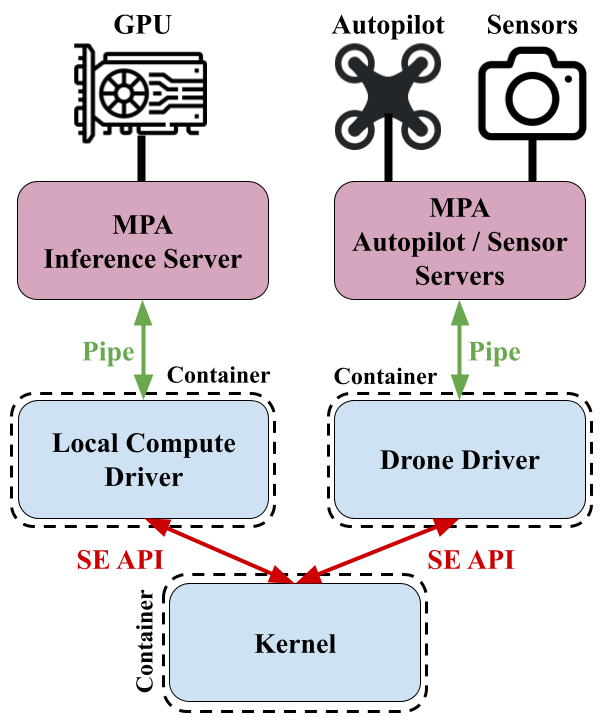 GPU
Autopilot
Sensors
MPA
Inference Server
MPA
Autopilot / Sensor
Servers
Pipe
Pipe
Container
Container
Local Compute
Driver
Drone Driver
SE API
SE API
Container
Kernel